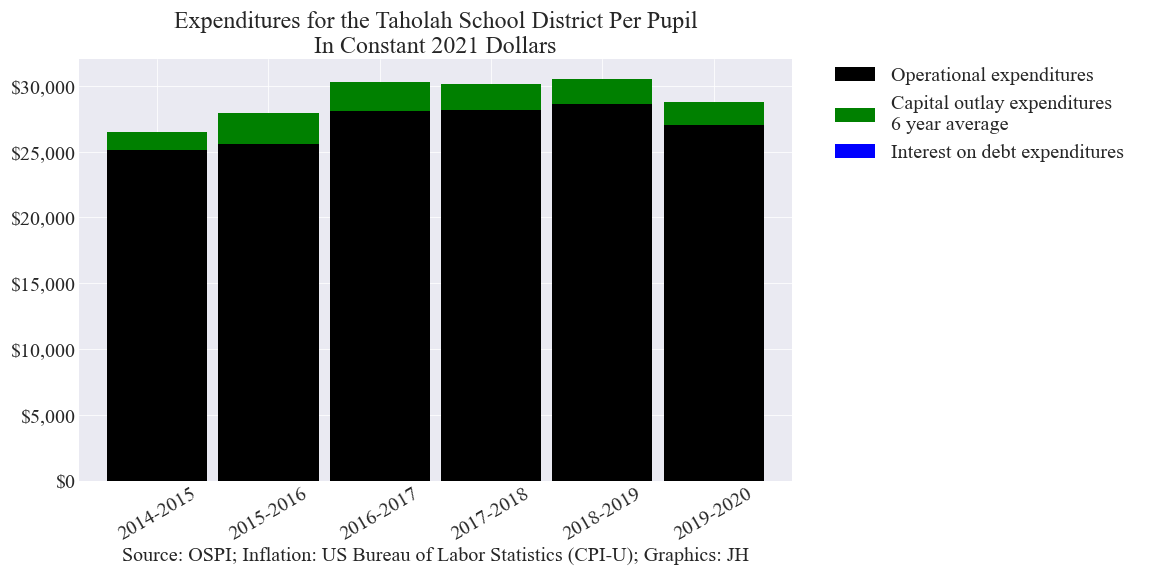 Expenditures for the Taholah School District Per Pupil
In Constant 2021 Dollars
$30,000
$25,000
$20,000
$15,000
$10,000
$5,000
$0
2014-2015
2015-2016
2016-2017
2017-2018
2018-2019
2019-2020
Source: OSPI; Inflation: US Bureau of Labor Statistics (CPI-U); Graphics: JH
Operational expenditures
Capital outlay expenditures
6 year average
Interest on debt expenditures